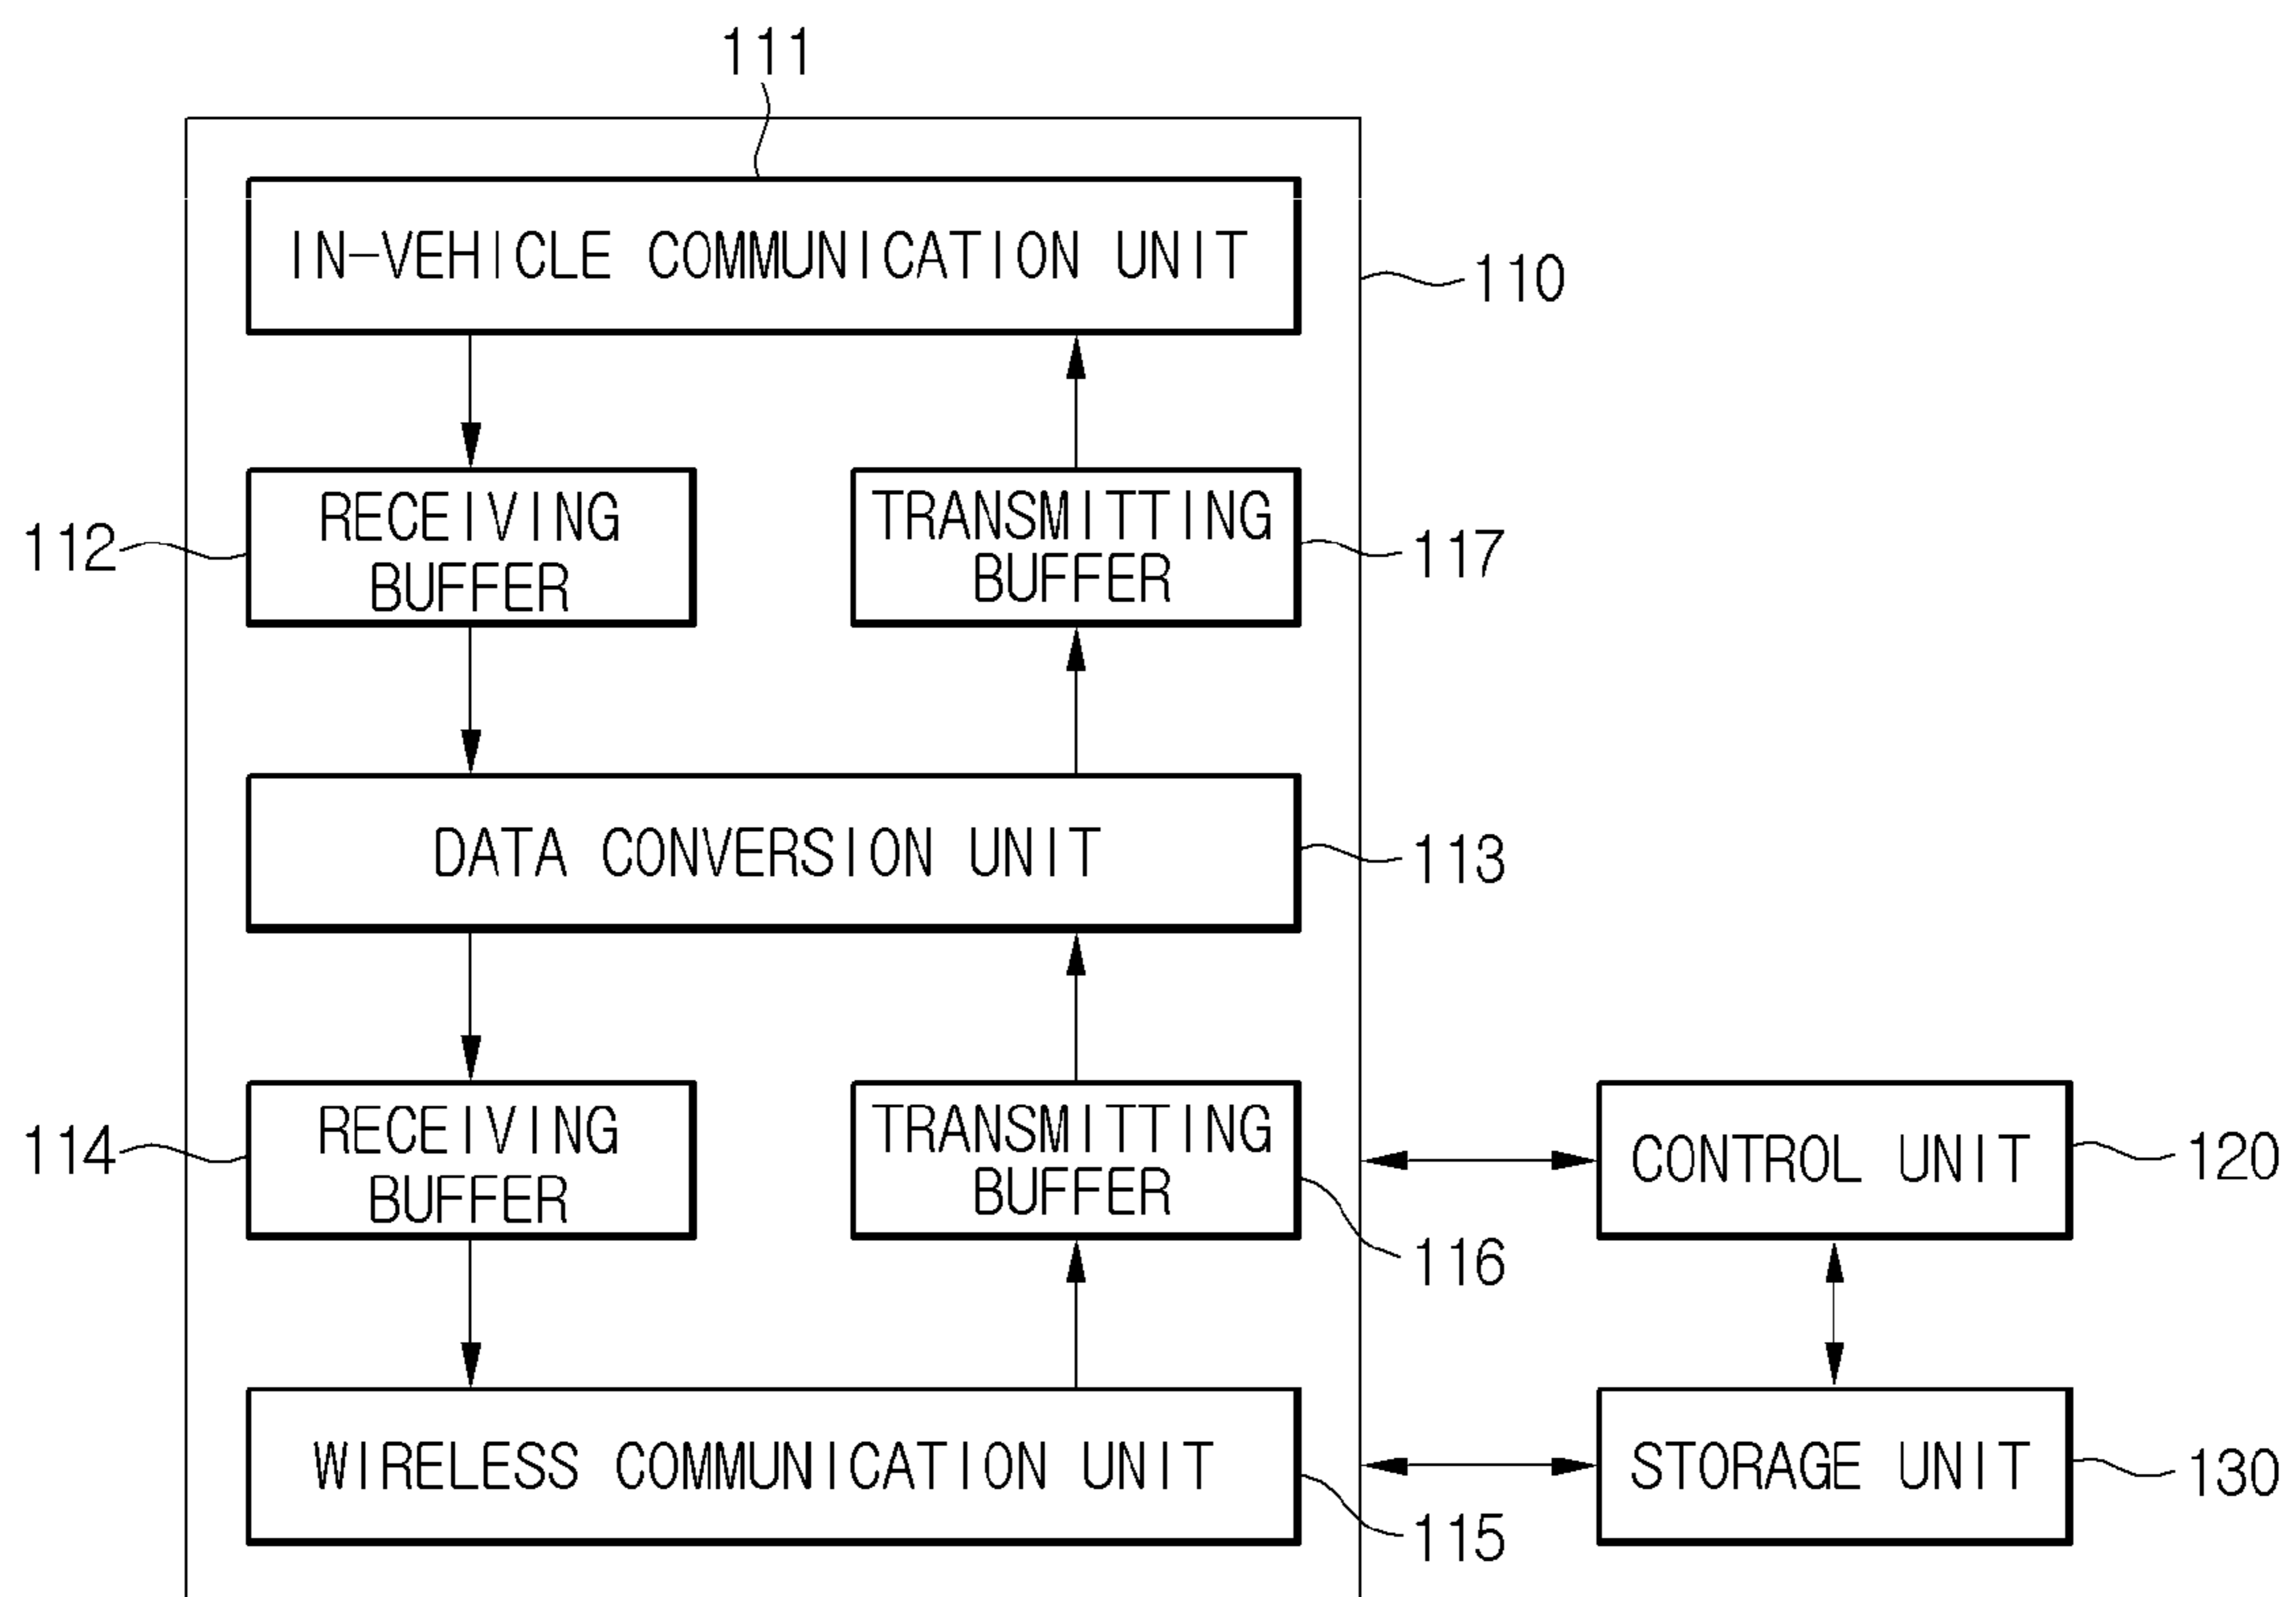 111
IN-VEHICLE COMMUNICATION UNIT
110
RECEIVING
BUFFER
112
TRANSMITTING
BUFFER
117
DATA CONVERSION UNIT
113
RECEIVING
BUFFER
114
TRANSMITTING
BUFFER
116
CONTROL UNIT
120
WIRELESS COMMUNICATION UNIT
115
STORAGE UNIT
130